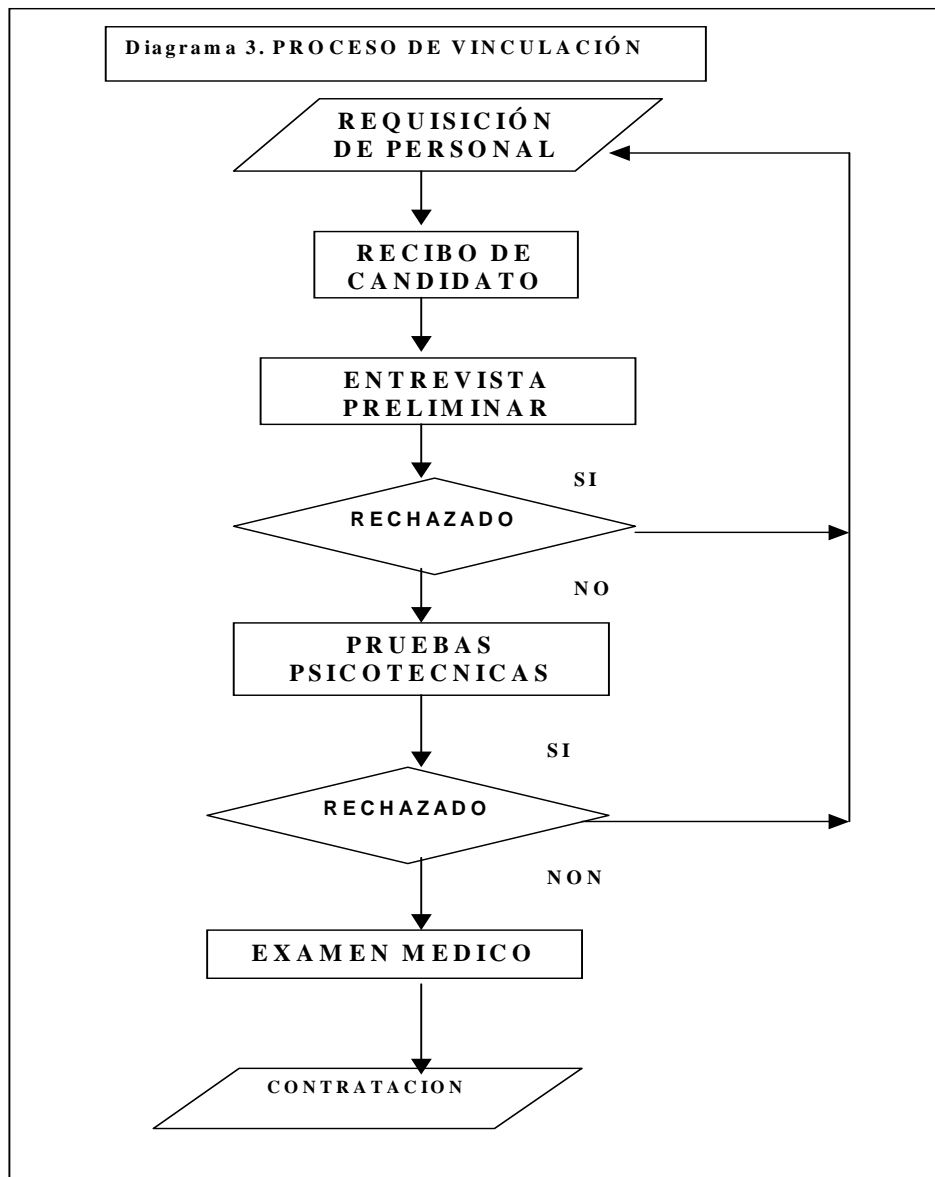 Diagrama 3. PROCESO DE VINCULACIÓN
REQUISICIÓN
DE PERSONAL
RECIBO DE
CANDIDATO
ENTREVISTA
PRELIMINAR
SI
RECHAZADO
NO
PRUEBAS
PSICOTECNICAS
SI
RECHAZADO
NON
EXAMEN MEDICO
CONTRATACION